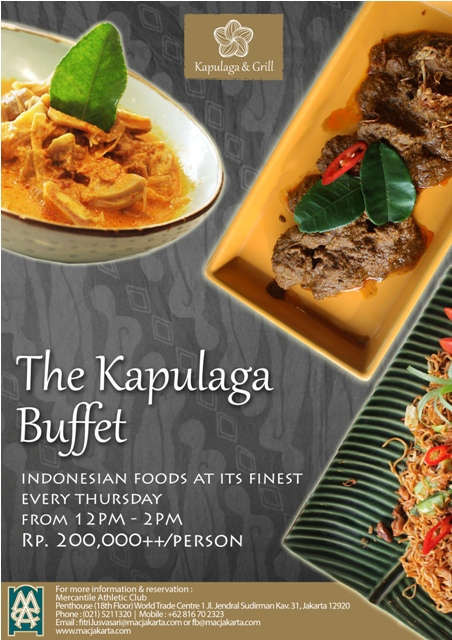 Kapulaga & Grill
The Kapulaga
Buffet
INDONESIAN FOODS AT ITS FINEST
EVERY THURSDAY
FROM 12PM - 2PM
RP. 200,000++/PERSON
For more information & reservation :
Mercantile Athletic Club
Penthouse (18th Floor) World Trade Centre 1 Jl. Jendral Sudirman Kav. 31, Jakarta 12920
Phone : (021) 5211320 | Mobile : +62 816 70 2323
Email : fitri.lusvasari@macjakarta.com or fb@macjakarta.com
www.macjakarta.com